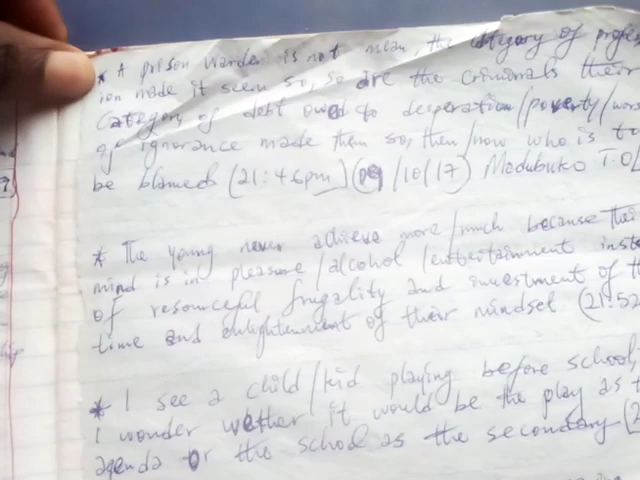 * A prison warder is not mean, the category of profes
ion made it seem so, so are the criminals their
category of debt owed to desperation/poverty/wor
of ignorance made them so, then/now who is to
be blamed (21:46pm) (09/10/17) Madubuko T.O
* The young never achieve more/much because their
mind is in pleasure/alcohol/entertainment inste
of resourceful frugality and investment of th
time and enlightenment of their mindset (21:52
* I see a child/kid playing before school,
I wonder wether it would be the play as
agenda or the school as the secondary (2